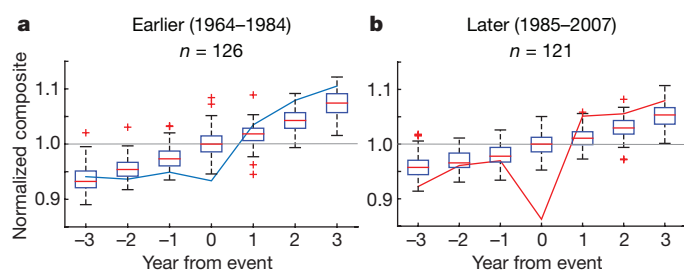 a Earlier (1964–1984)
n = 126
Normalized composite
1.1
1.0
0.9
–3 –2 –1 0 1 2 3
Year from event
b Later (1985–2007)
n = 121
1.1
1.0
0.9
–3 –2 –1 0 1 2 3
Year from event